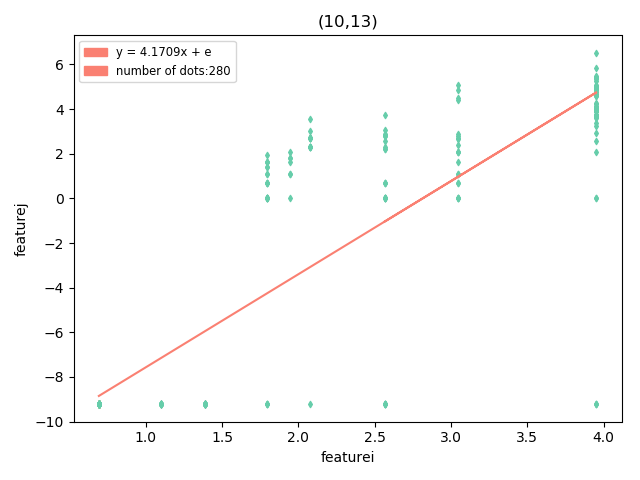 (10,13)
y = 4.1709x + e
number of dots:280
6
4
2
0
−2
−4
−6
−8
−10
featurej
1.0 1.5 2.0 2.5 3.0 3.5 4.0
featurei